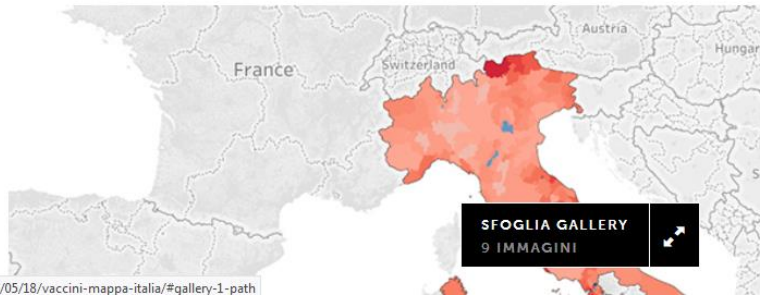 Austria
Hungar
France
Switzerland
S
SFOGLIA GALLERY
9 IMMAGINI
/05/18/vaccini-mappa-italia/#gallery-1-path